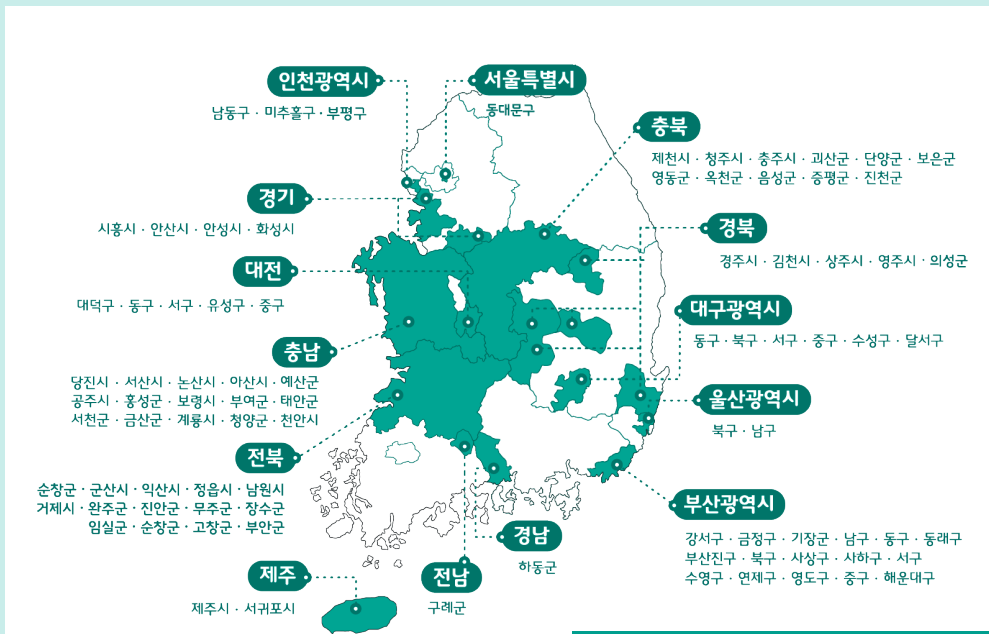 인천광역시
남동구 · 미추홀구 · 부평구
서울특별시
동대문구
충북
제천시 · 청주시 · 충주시 · 괴산군 · 단양군 · 보은군
영동군 · 옥천군 · 음성군 · 증평군 · 진천군
경기
시흥시 · 안산시 · 안성시 · 화성시
경북
경주시 · 김천시 · 상주시 · 영주시 · 의성군
대전
대덕구 · 동구 · 서구 · 유성구 · 중구
대구광역시
동구 · 북구 · 서구 · 중구 · 수성구 · 달서구
충남
당진시 · 서산시 · 논산시 · 아산시 · 예산군
공주시 · 홍성군 · 보령시 · 부여군 · 태안군
서천군 · 금산군 · 계룡시 · 청양군 · 천안시
울산광역시
북구 · 남구
전북
순창군 · 군산시 · 익산시 · 정읍시 · 남원시
거제시 · 완주군 · 진안군 · 무주군 · 장수군
임실군 · 순창군 · 고창군 · 부안군
부산광역시
강서구 · 금정구 · 기장군 · 남구 · 동구 · 동래구
부산진구 · 북구 · 사상구 · 사하구 · 서구
수영구 · 연제구 · 영도구 · 중구 · 해운대구
경남
하동군
전남
구례군
제주
제주시 · 서귀포시